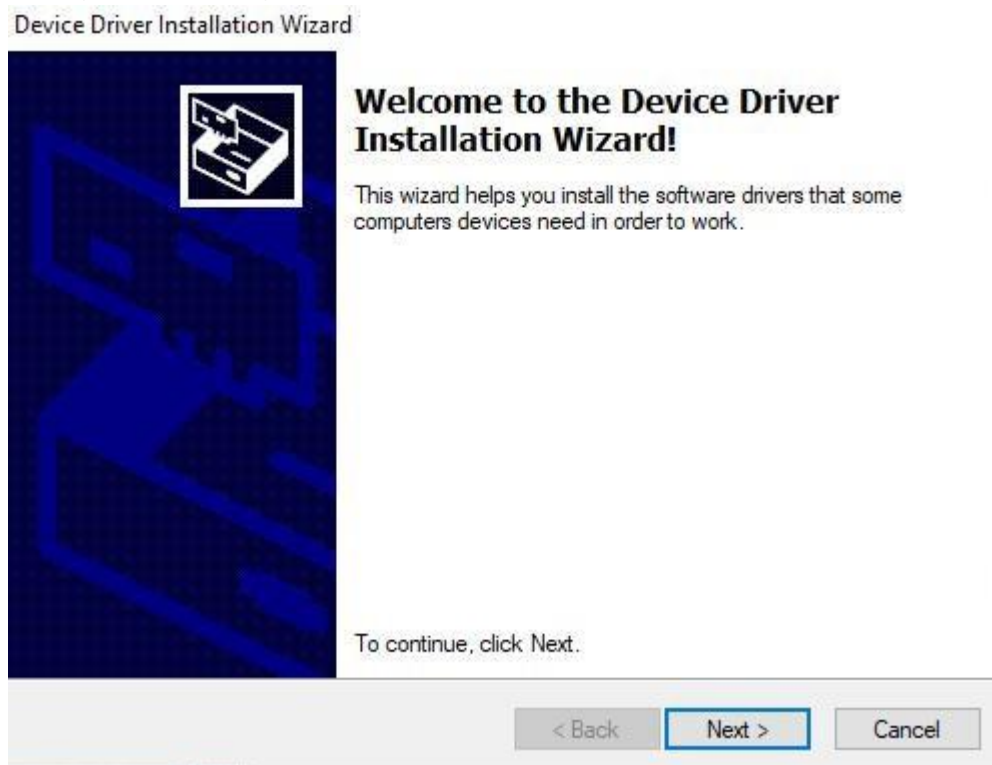 Device Driver Installation Wizard
Welcome to the Device Driver
Installation Wizard!
This wizard helps you install the software drivers that some
computers devices need in order to work.
To continue, click Next.
< Back
Next >
Cancel